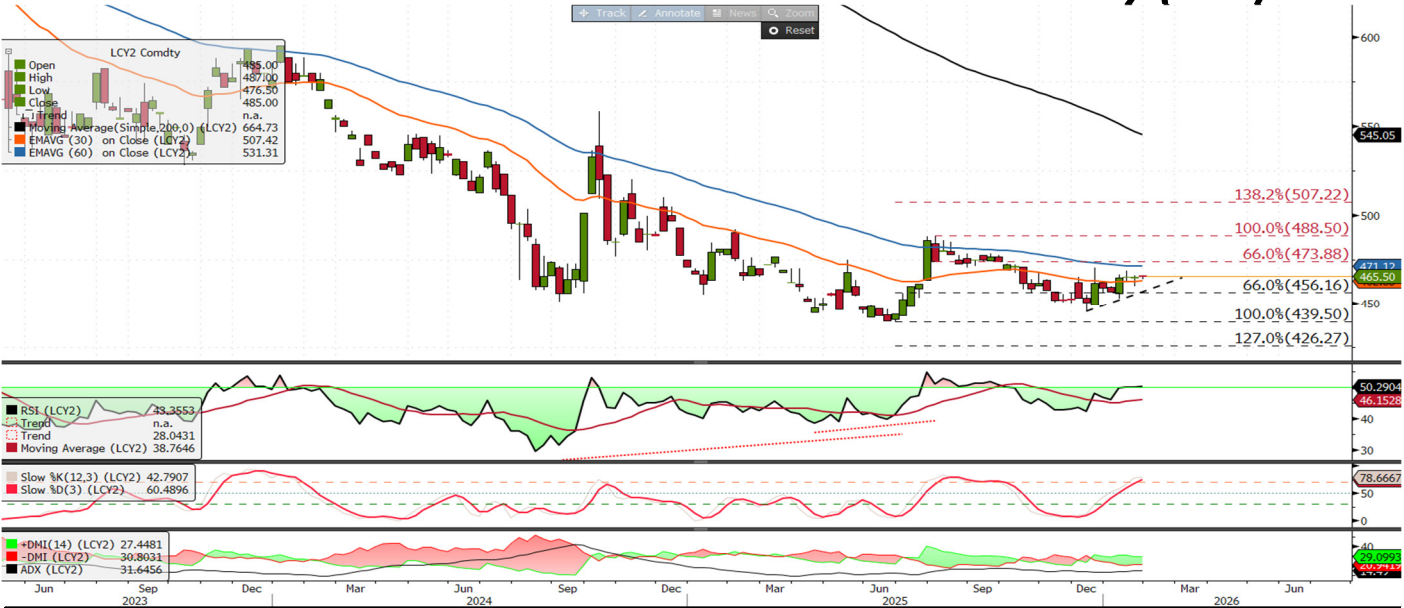 Track Annotate News Zoom
Reset
LCY2 Comdty
Open 485.00
High 487.00
Low 476.50
Close 485.00
Trend n.a.
Moving Average(Simple,200,0) (LCY2) 664.73
EMAVG (30) on Close (LCY2) 507.42
EMAVG (60) on Close (LCY2) 531.31
600
550
545.05
138.2%(507.22)
500
100.0%(488.50)
66.0%(473.88)
471.12
465.50
66.0%(456.16)
450
100.0%(439.50)
127.0%(426.27)
RSI (LCY2) 43.3553
Trend n.a.
Trend 28.0431
Moving Average (LCY2) 38.7646
50.2904
46.1528
40
30
Slow %K(12,3) (LCY2) 42.7907
Slow %D(3) (LCY2) 60.4896
78.6667
50
0
+DMI(14) (LCY2) 27.4481
-DMI (LCY2) 30.8031
ADX (LCY2) 31.6456
40
29.0993
20.9419
Jun Sep Dec Mar Jun Sep Dec Mar Jun Sep Dec Mar Jun
2023 2024 2025 2026